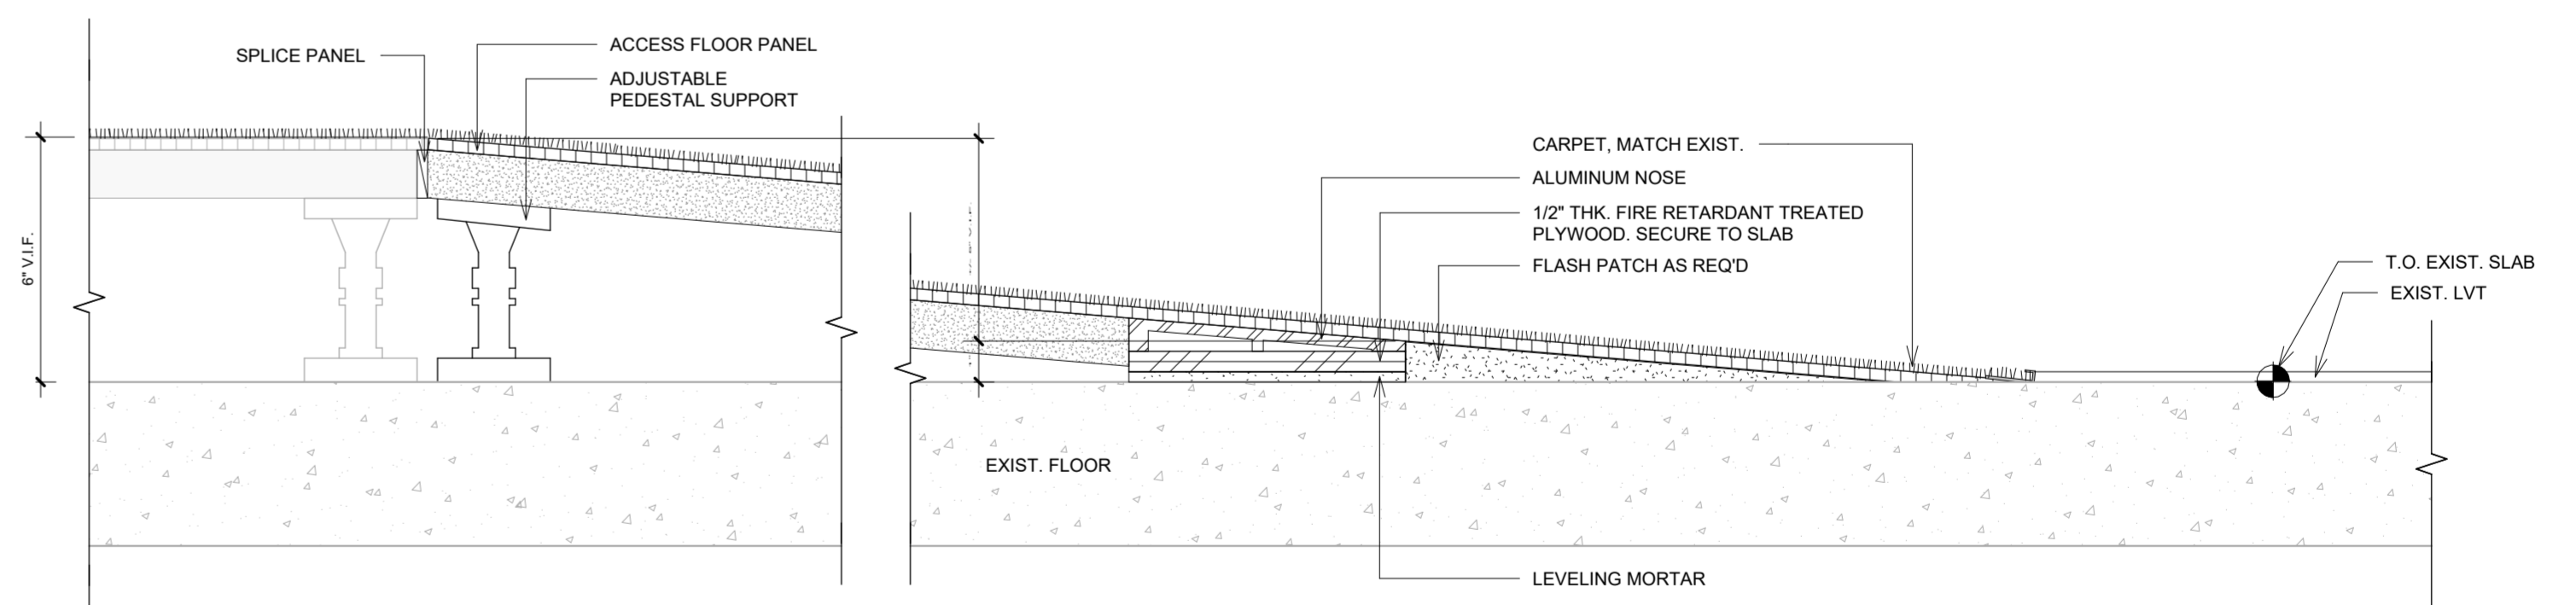 SPLICE PANEL
ACCESS FLOOR PANEL
ADJUSTABLE
PEDESTAL SUPPORT
6" V.I.F.
CARPET, MATCH EXIST.
ALUMINUM NOSE
1/2" THK. FIRE RETARDANT TREATED
PLYWOOD. SECURE TO SLAB
FLASH PATCH AS REQ'D
T.O. EXIST. SLAB
EXIST. LVT
EXIST. FLOOR
LEVELING MORTAR